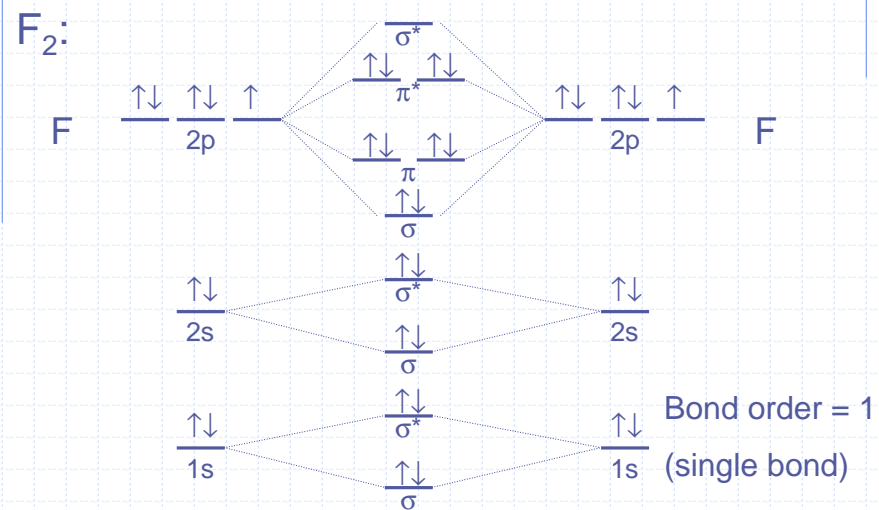 F₂:
σ*
↑↓ ↑↓
π*
↑↓ ↑↓ ↑
↑↓ ↑↓ ↑
F
2p
2p
F
↑↓ ↑↓
π
↑↓
σ
↑↓
σ*
↑↓
↑↓
2s
2s
↑↓
σ
↑↓
σ*
↑↓
↑↓
Bond order = 1
1s
1s
(single bond)
↑↓
σ